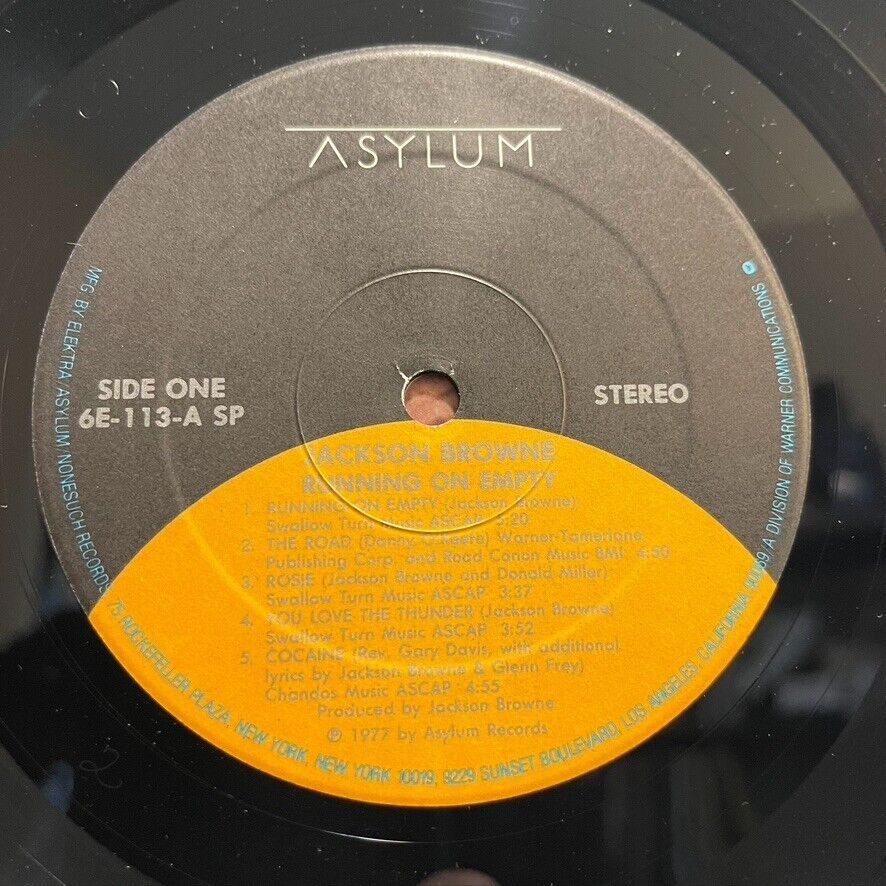 ASYLUM
SIDE ONE
6E-113-A SP
STEREO
JACKSON BROWNE
RUNNING ON EMPTY
1. RUNNING ON EMPTY (Jackson Browne)
Swallow Turn Music ASCAP 5:20
2. THE ROAD (Danny O'Keefe) Warner-Tamerlane
Publishing Corp. and Road Canon Music BMI 4:50
3. ROSIE (Jackson Browne and Donald Miller)
Swallow Turn Music ASCAP 3:37
4. YOU LOVE THE THUNDER (Jackson Browne)
Swallow Turn Music ASCAP 3:52
5. COCAINE (Rev. Gary Davis, with additional
lyrics by Jackson Browne & Glenn Frey)
Chandos Music ASCAP 4:55
Produced by Jackson Browne
℗ 1977 by Asylum Records
MFG BY ELEKTRA/ASYLUM/NONESUCH RECORDS, 75 ROCKEFELLER PLAZA, NEW YORK, NEW YORK 10019, 9229 SUNSET BOULEVARD, LOS ANGELES, CALIFORNIA 90069/A DIVISION OF WARNER COMMUNICATIONS